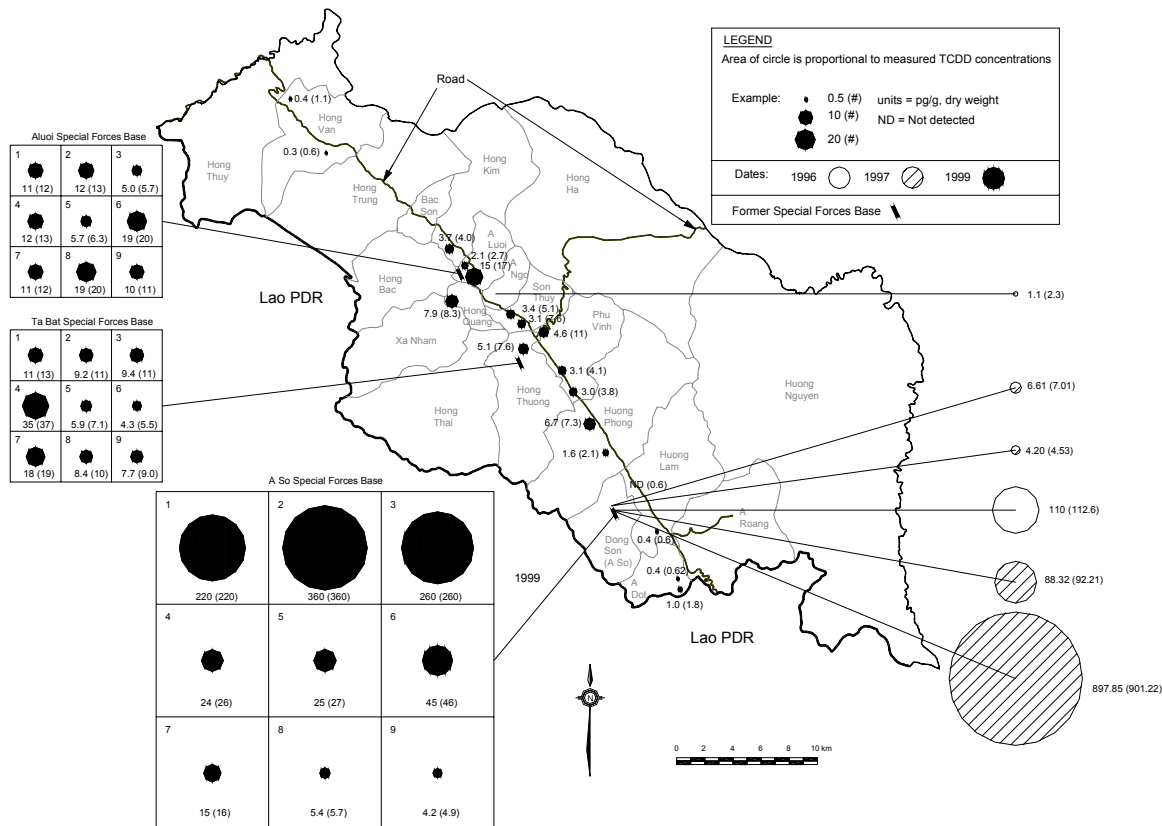 LEGEND
Area of circle is proportional to measured TCDD concentrations
Example:
0.5 (#)
10 (#)
20 (#)
units = pg/g, dry weight
ND = Not detected
Dates: 1996 1997 1999
Former Special Forces Base
Road
0.4 (1.1)
Hong
Van
0.3 (0.6)
Hong
Thuy
Hong
Trung
Hong
Kim
Hong
Ha
Bac
Son
A
Luoi
3.7 (4.0)
2.1 (2.7)
15 (17)
A
Ngo
Hong
Bac
Son
Thuy
7.9 (8.3)
Hong
Quang
3.4 (5.1)
3.1 (7.6)
4.6 (11)
Phu
Vinh
Xa Nham
5.1 (7.6)
3.1 (4.1)
3.0 (3.8)
Hong
Thuong
Hong
Thai
Huong
Phong
6.7 (7.3)
1.6 (2.1)
Huong
Nguyen
Huong
Lam
ND (0.6)
A
Roang
Dong
Son
(A So)
0.4 (0.6)
0.4 (0.62
A
Dot
1.0 (1.8)
Lao PDR
Lao PDR
Aluoi Special Forces Base
1 2 3
11 (12) 12 (13) 5.0 (5.7)
4 5 6
12 (13) 5.7 (6.3) 19 (20)
7 8 9
11 (12) 19 (20) 10 (11)
Ta Bat Special Forces Base
1 2 3
11 (13) 9.2 (11) 9.4 (11)
4 5 6
35 (37) 5.9 (7.1) 4.3 (5.5)
7 8 9
18 (19) 8.4 (10) 7.7 (9.0)
A So Special Forces Base
1 2 3
220 (220) 360 (360) 260 (260)
4 5 6
24 (26) 25 (27) 45 (46)
7 8 9
15 (16) 5.4 (5.7) 4.2 (4.9)
1999
1.1 (2.3)
6.61 (7.01)
4.20 (4.53)
110 (112.6)
88.32 (92.21)
897.85 (901.22)
N
0 2 4 6 8 10 km